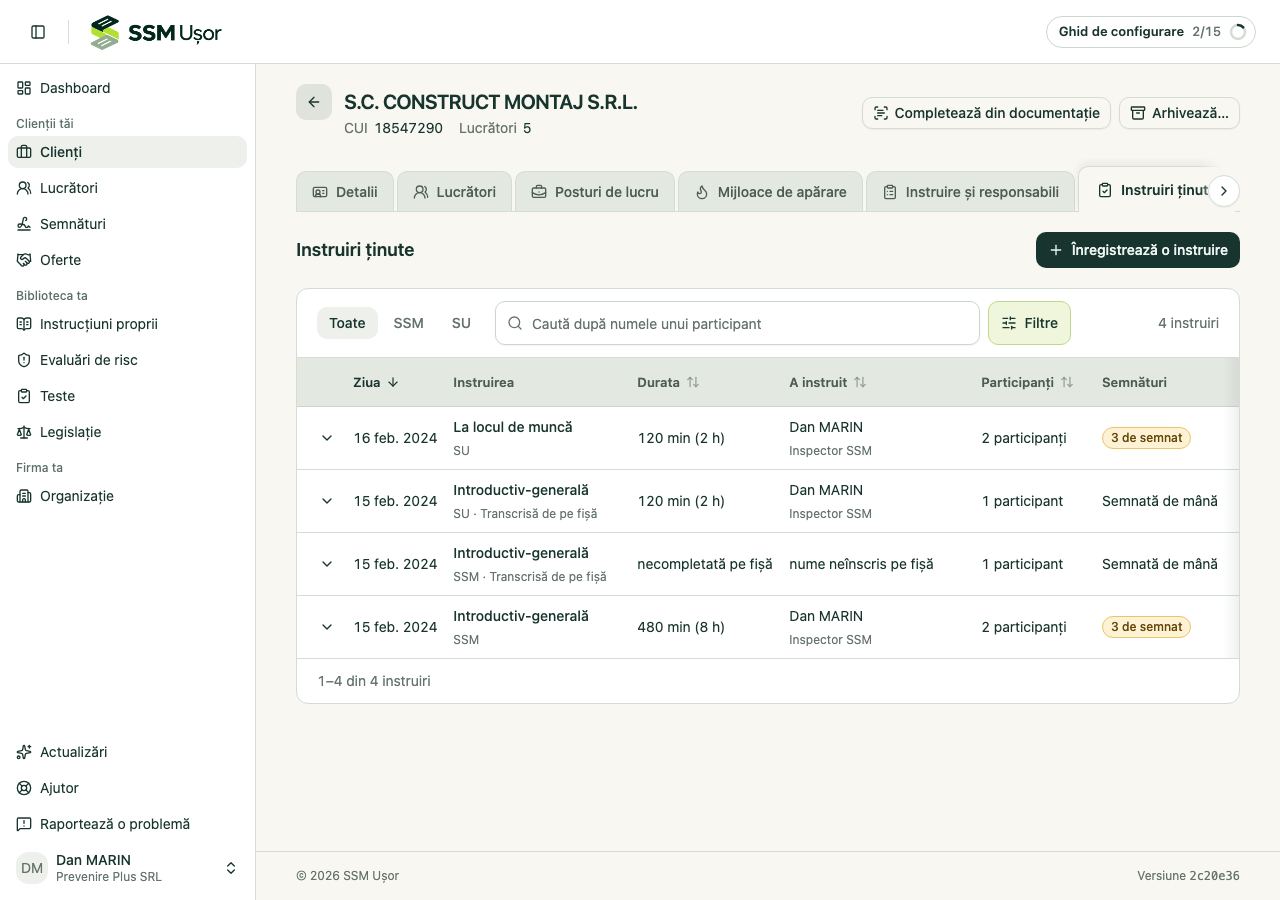 SSM Ușor
Ghid de configurare 2/15
Dashboard
Clienții tăi
Clienți
Lucrători
Semnături
Oferte
Biblioteca ta
Instrucțiuni proprii
Evaluări de risc
Teste
Legislație
Firma ta
Organizație
Actualizări
Ajutor
Raportează o problemă
DM
Dan MARIN
Prevenire Plus SRL
S.C. CONSTRUCT MONTAJ S.R.L.
CUI 18547290 Lucrători 5
Completează din documentație
Arhivează...
Detalii
Lucrători
Posturi de lucru
Mijloace de apărare
Instruire și responsabili
Instruiri ținut
Instruiri ținute
Înregistrează o instruire
Toate SSM SU
Caută după numele unui participant
Filtre
4 instruiri
Ziua Instruirea Durata A instruit Participanți Semnături
16 feb. 2024 La locul de muncă 120 min (2 h) Dan MARIN 2 participanți 3 de semnat
SU Inspector SSM
15 feb. 2024 Introductiv-generală 120 min (2 h) Dan MARIN 1 participant Semnată de mână
SU · Transcrisă de pe fișă Inspector SSM
15 feb. 2024 Introductiv-generală necompletată pe fișă nume neînscris pe fișă 1 participant Semnată de mână
SSM · Transcrisă de pe fișă
15 feb. 2024 Introductiv-generală 480 min (8 h) Dan MARIN 2 participanți 3 de semnat
SSM Inspector SSM
1–4 din 4 instruiri
© 2026 SSM Ușor
Versiune 2c20e36